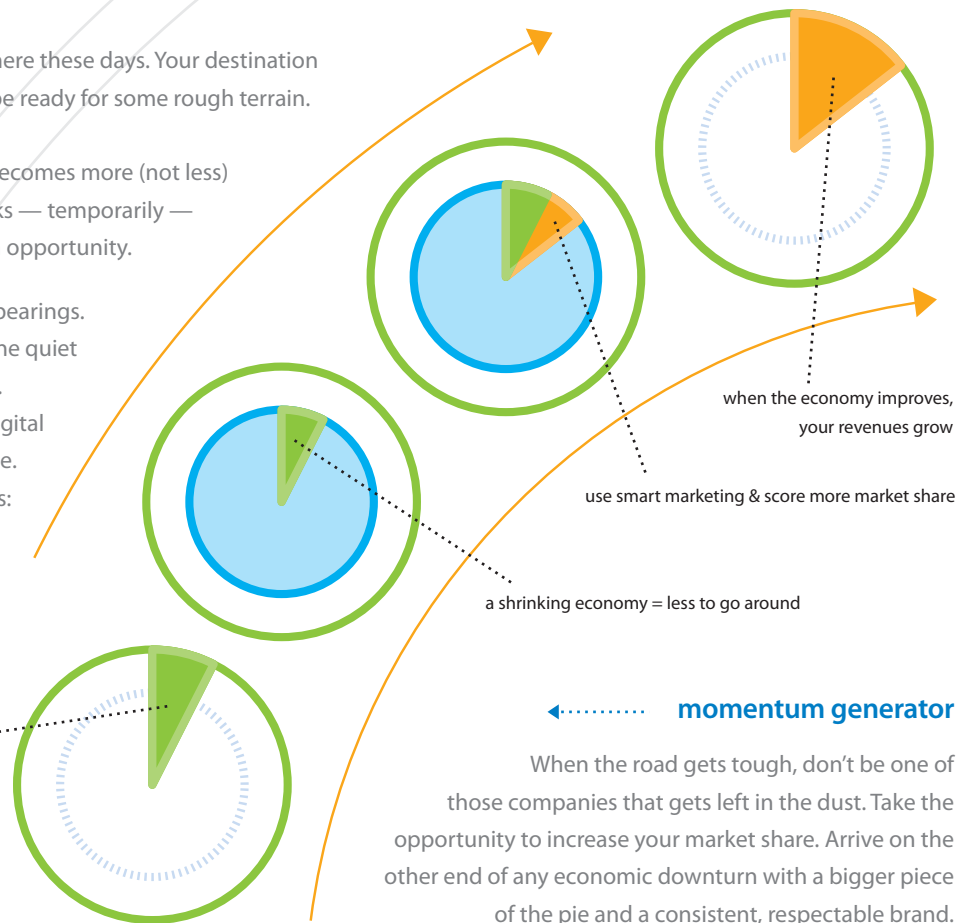 here these days. Your destination
be ready for some rough terrain.
ecomes more (not less)
ks — temporarily —
opportunity.
bearings.
ne quiet
.
gital
e.
s:
when the economy improves,
your revenues grow
use smart marketing & score more market share
a shrinking economy = less to go around
momentum generator
When the road gets tough, don't be one of
those companies that gets left in the dust. Take the
opportunity to increase your market share. Arrive on the
other end of any economic downturn with a bigger piece
of the pie and a consistent, respectable brand.